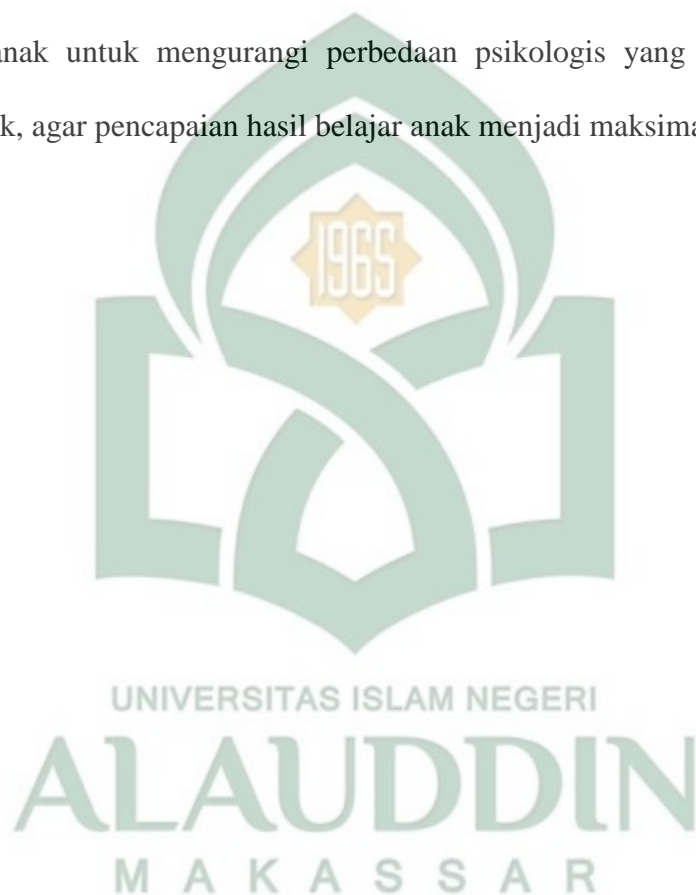 anak untuk mengurangi perbedaan psikologis yang
k, agar pencapaian hasil belajar anak menjadi maksima
1965
UNIVERSITAS ISLAM NEGERI
ALAUDDIN
MAKASSAR